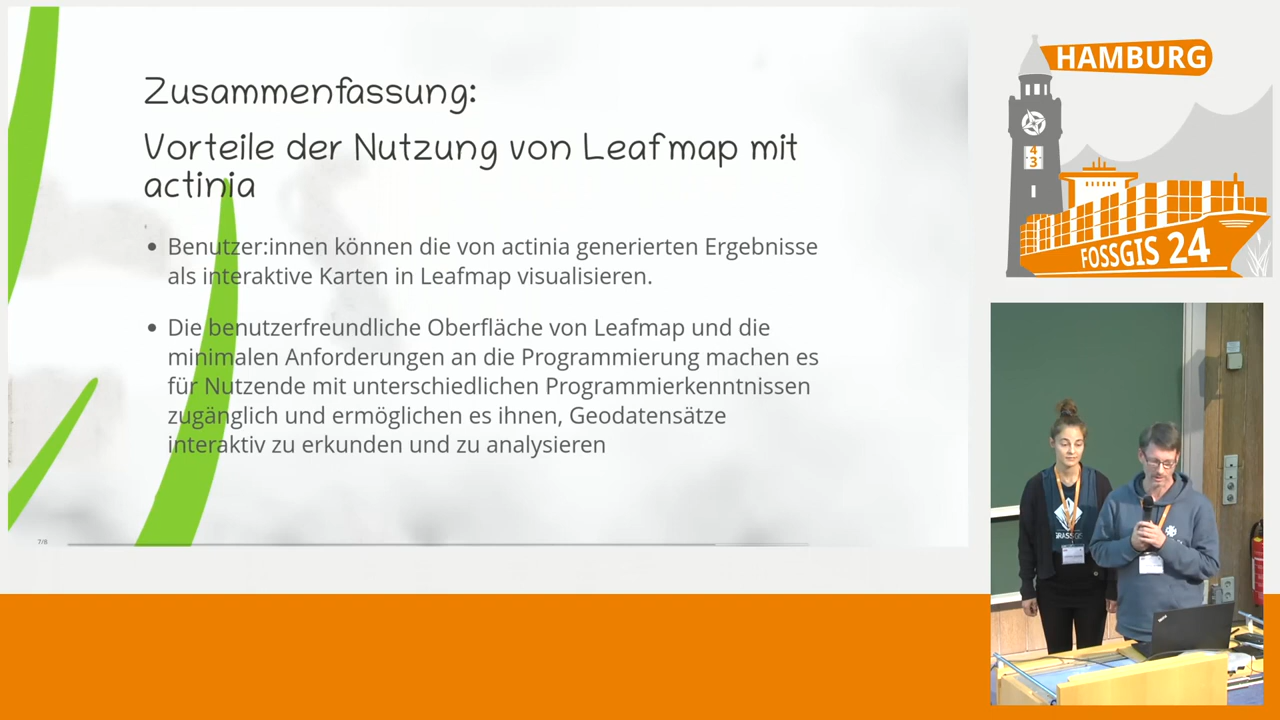 Zusammenfassung:
Vorteile der Nutzung von Leafmap mit
actinia
Benutzer:innen können die von actinia generierten Ergebnisse
als interaktive Karten in Leafmap visualisieren.
Die benutzerfreundliche Oberfläche von Leafmap und die
minimalen Anforderungen an die Programmierung machen es
für Nutzende mit unterschiedlichen Programmierkenntnissen
zugänglich und ermöglichen es ihnen, Geodatensätze
interaktiv zu erkunden und zu analysieren
7/8
HAMBURG
4
3
FOSSGIS 24